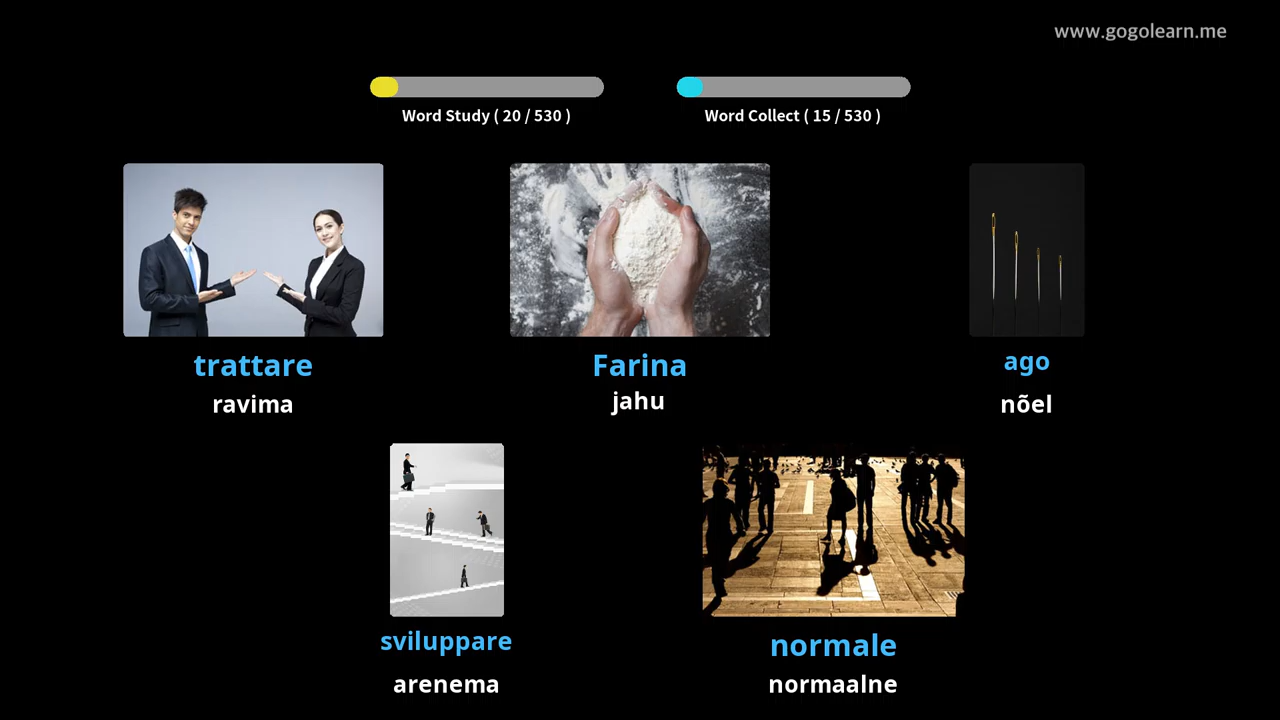 www.gogolearn.me
Word Study ( 20 / 530 )
Word Collect ( 15 / 530 )
trattare
ravima
Farina
jahu
ago
nõel
sviluppare
arenema
normale
normaalne